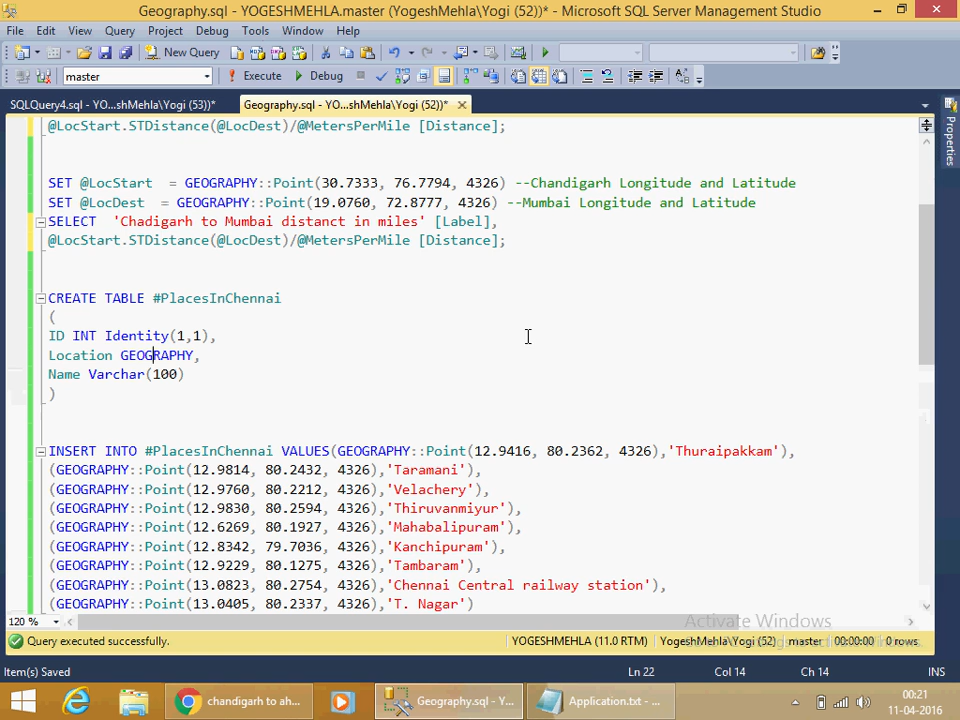 Geography.sql - YOGESHMEHLA.master (YogeshMehla\Yogi (52))* - Microsoft SQL Server Management Studio
File Edit View Query Project Debug Tools Window Help
New Query
master Execute Debug
SQLQuery4.sql - YO...shMehla\Yogi (53))* Geography.sql - YO...shMehla\Yogi (52))*
Properties
@LocStart.STDistance(@LocDest)/@MetersPerMile [Distance];
SET @LocStart = GEOGRAPHY::Point(30.7333, 76.7794, 4326) --Chandigarh Longitude and Latitude
SET @LocDest = GEOGRAPHY::Point(19.0760, 72.8777, 4326) --Mumbai Longitude and Latitude
SELECT 'Chadigarh to Mumbai distanct in miles' [Label],
@LocStart.STDistance(@LocDest)/@MetersPerMile [Distance];
CREATE TABLE #PlacesInChennai
(
ID INT Identity(1,1),
Location GEOGRAPHY,
Name Varchar(100)
)
INSERT INTO #PlacesInChennai VALUES(GEOGRAPHY::Point(12.9416, 80.2362, 4326),'Thuraipakkam'),
(GEOGRAPHY::Point(12.9814, 80.2432, 4326),'Taramani'),
(GEOGRAPHY::Point(12.9760, 80.2212, 4326),'Velachery'),
(GEOGRAPHY::Point(12.9830, 80.2594, 4326),'Thiruvanmiyur'),
(GEOGRAPHY::Point(12.6269, 80.1927, 4326),'Mahabalipuram'),
(GEOGRAPHY::Point(12.8342, 79.7036, 4326),'Kanchipuram'),
(GEOGRAPHY::Point(12.9229, 80.1275, 4326),'Tambaram'),
(GEOGRAPHY::Point(13.0823, 80.2754, 4326),'Chennai Central railway station'),
(GEOGRAPHY::Point(13.0405, 80.2337, 4326),'T. Nagar')
120 %
Activate Windows
Query executed successfully. YOGESHMEHLA (11.0 RTM) YogeshMehla\Yogi (52) master 00:00:00 0 rows
Item(s) Saved Ln 22 Col 14 Ch 14 INS
chandigarh to ah... Geography.sql - Y... Application.txt - ...
00:21
11-04-2016